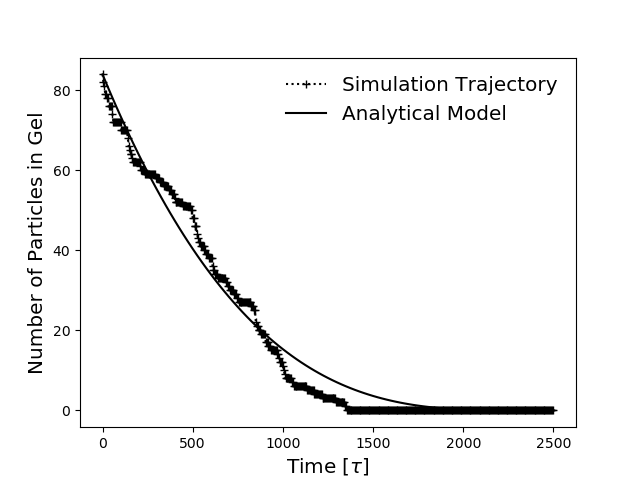 Simulation Trajectory
Analytical Model
Number of Particles in Gel
80
60
40
20
0
0 500 1000 1500 2000 2500
Time [τ]